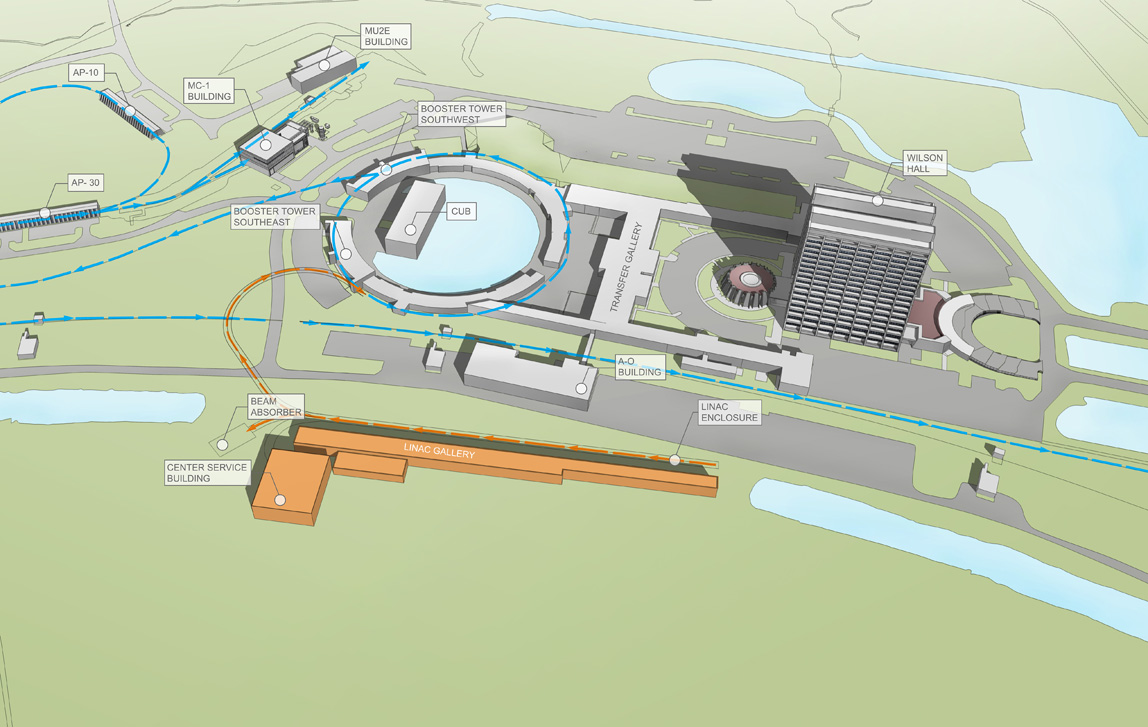 MU2E
BUILDING
AP-10
MC-1
BUILDING
BOOSTER TOWER
SOUTHWEST
WILSON
HALL
AP- 30
BOOSTER TOWER
SOUTHEAST
CUB
TRANSFER GALLERY
A-O
BUILDING
BEAM
ABSORBER
LINAC
ENCLOSURE
LINAC GALLERY
CENTER SERVICE
BUILDING